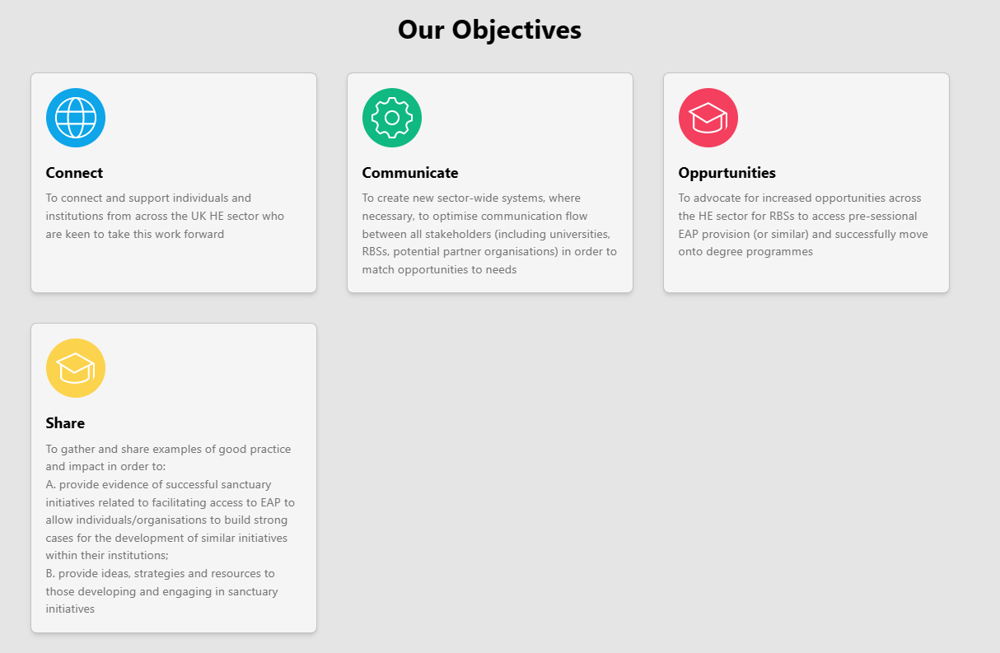 Our Objectives
Connect
To connect and support individuals and
institutions from across the UK HE sector who
are keen to take this work forward
Communicate
To create new sector-wide systems, where
necessary, to optimise communication flow
between all stakeholders (including universities,
RBSs, potential partner organisations) in order to
match opportunities to needs
Oppurtunities
To advocate for increased opportunities across
the HE sector for RBSs to access pre-sessional
EAP provision (or similar) and successfully move
onto degree programmes
Share
To gather and share examples of good practice
and impact in order to:
A. provide evidence of successful sanctuary
initiatives related to facilitating access to EAP to
allow individuals/organisations to build strong
cases for the development of similar initiatives
within their institutions;
B. provide ideas, strategies and resources to
those developing and engaging in sanctuary
initiatives